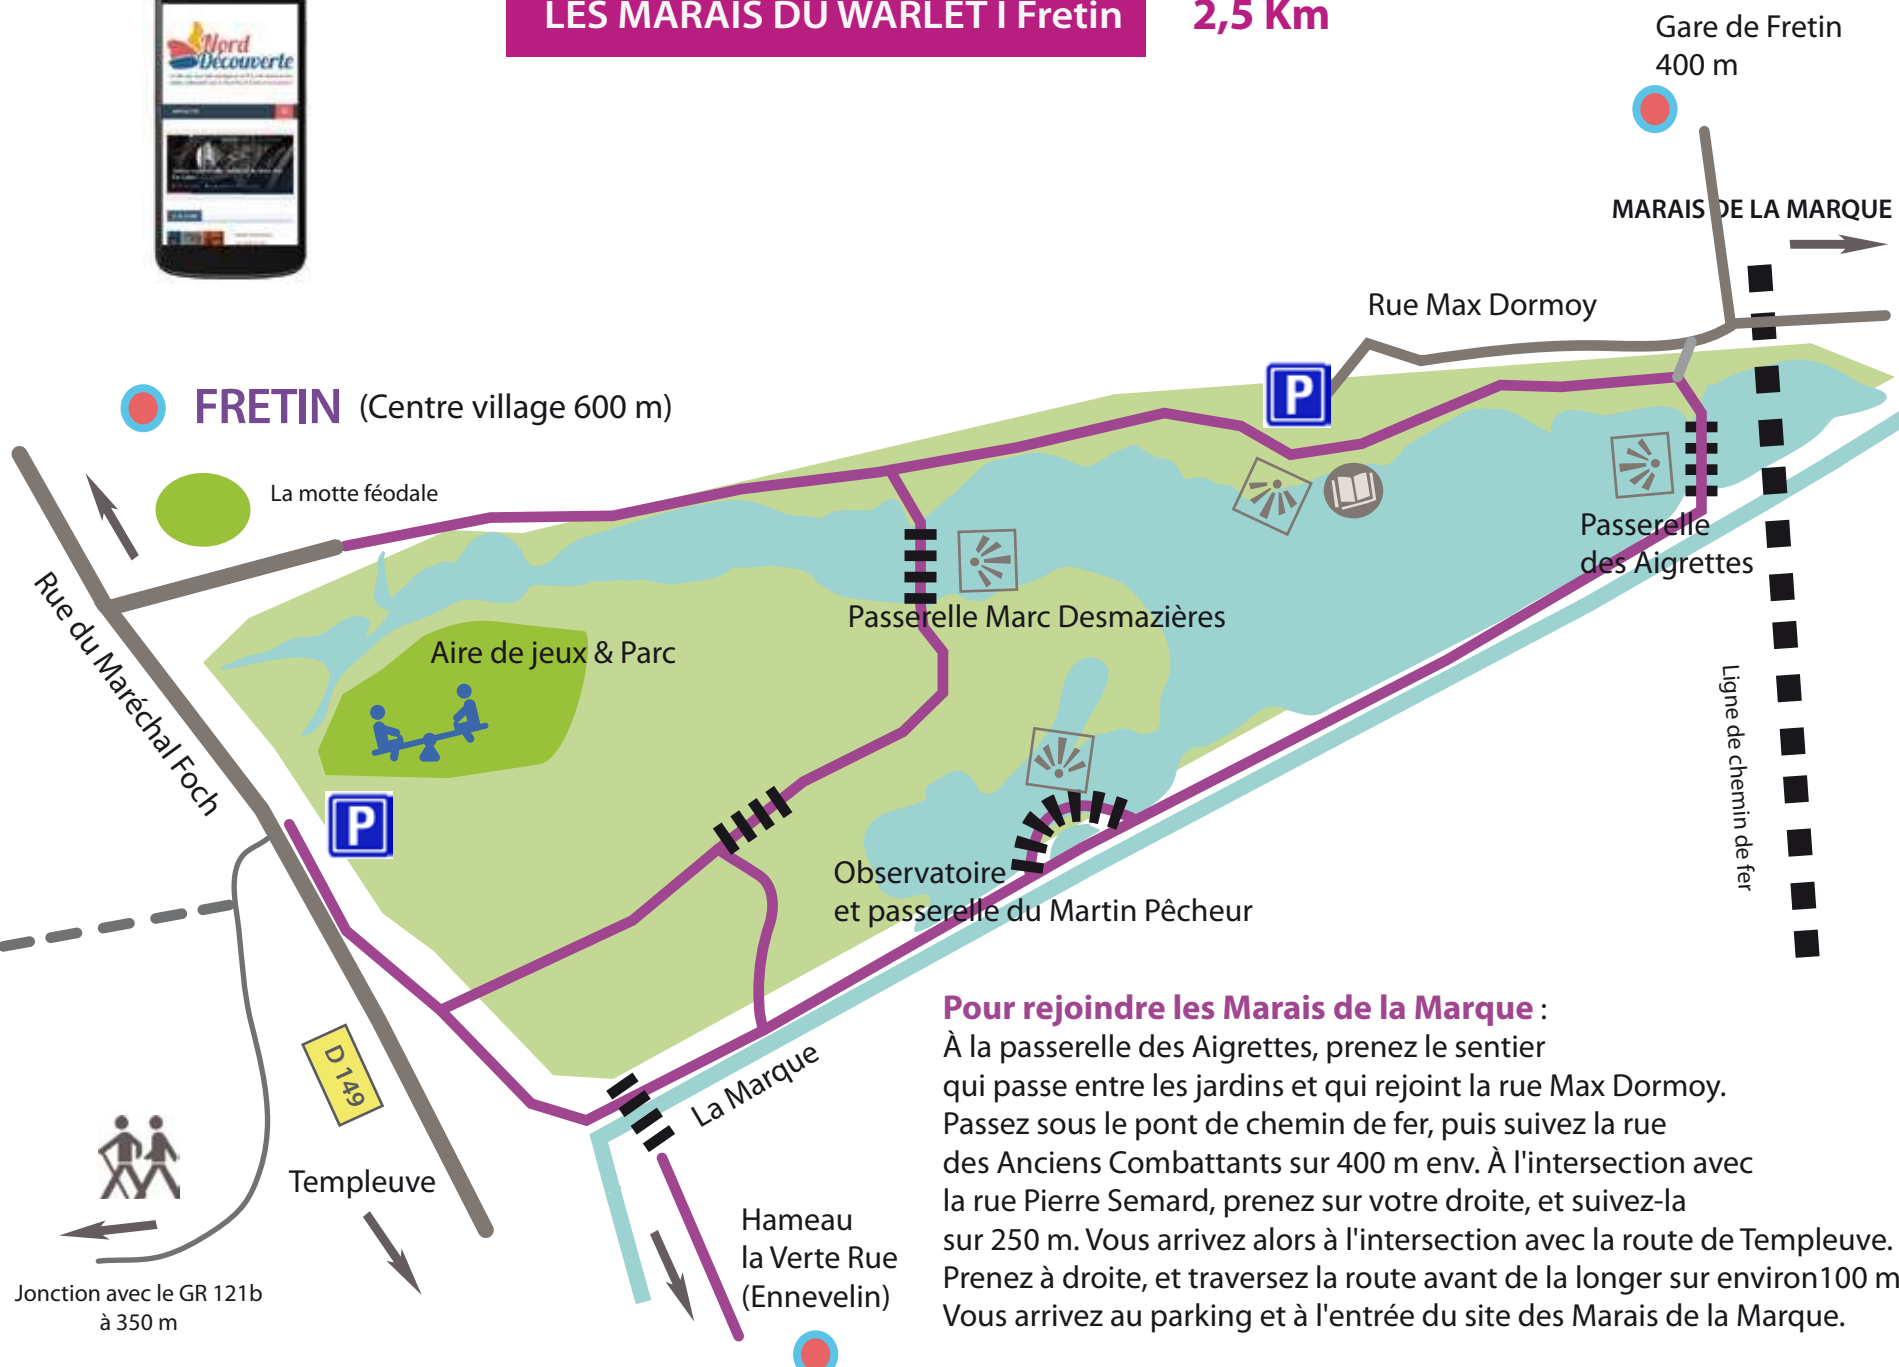 LES MARAIS DU WARLET I Fretin
2,5 Km
Nord
Découverte
Gare de Fretin
400 m
MARAIS DE LA MARQUE
Rue Max Dormoy
P
FRETIN (Centre village 600 m)
La motte féodale
Passerelle
des Aigrettes
Passerelle Marc Desmazières
Aire de jeux & Parc
Rue du Maréchal Foch
Ligne de chemin de fer
P
Observatoire
et passerelle du Martin Pêcheur
La Marque
D 149
Templeuve
Hameau
la Verte Rue
(Ennevelin)
Jonction avec le GR 121b
à 350 m
Pour rejoindre les Marais de la Marque :
À la passerelle des Aigrettes, prenez le sentier
qui passe entre les jardins et qui rejoint la rue Max Dormoy.
Passez sous le pont de chemin de fer, puis suivez la rue
des Anciens Combattants sur 400 m env. À l'intersection avec
la rue Pierre Semard, prenez sur votre droite, et suivez-la
sur 250 m. Vous arrivez alors à l'intersection avec la route de Templeuve.
Prenez à droite, et traversez la route avant de la longer sur environ100 m
Vous arrivez au parking et à l'entrée du site des Marais de la Marque.